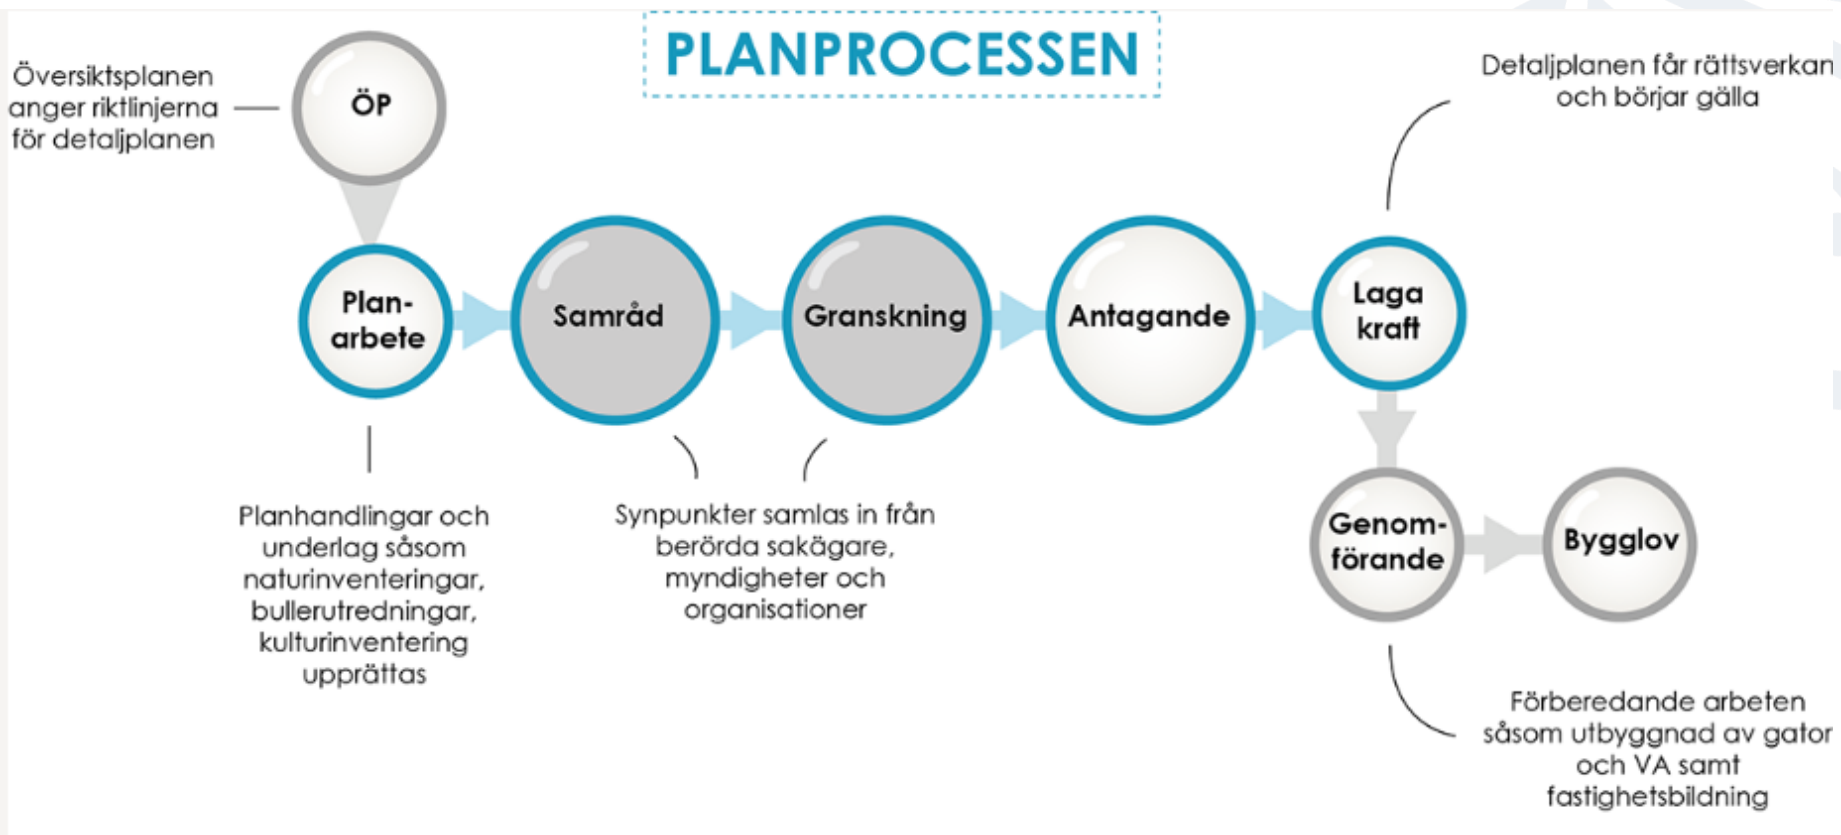 PLANPROCESSEN
Översiktsplanen
anger riktlinjerna
för detaljplanen
ÖP
Detaljplanen får rättsverkan
och börjar gälla
Plan-
arbete
Samråd
Granskning
Antagande
Laga
kraft
Planhandlingar och
underlag såsom
naturinventeringar,
bullerutredningar,
kulturinventering
upprättas
Synpunkter samlas in från
berörda sakägare,
myndigheter och
organisationer
Genom-
förande
Bygglov
Förberedande arbeten
såsom utbyggnad av gator
och VA samt
fastighetsbildning